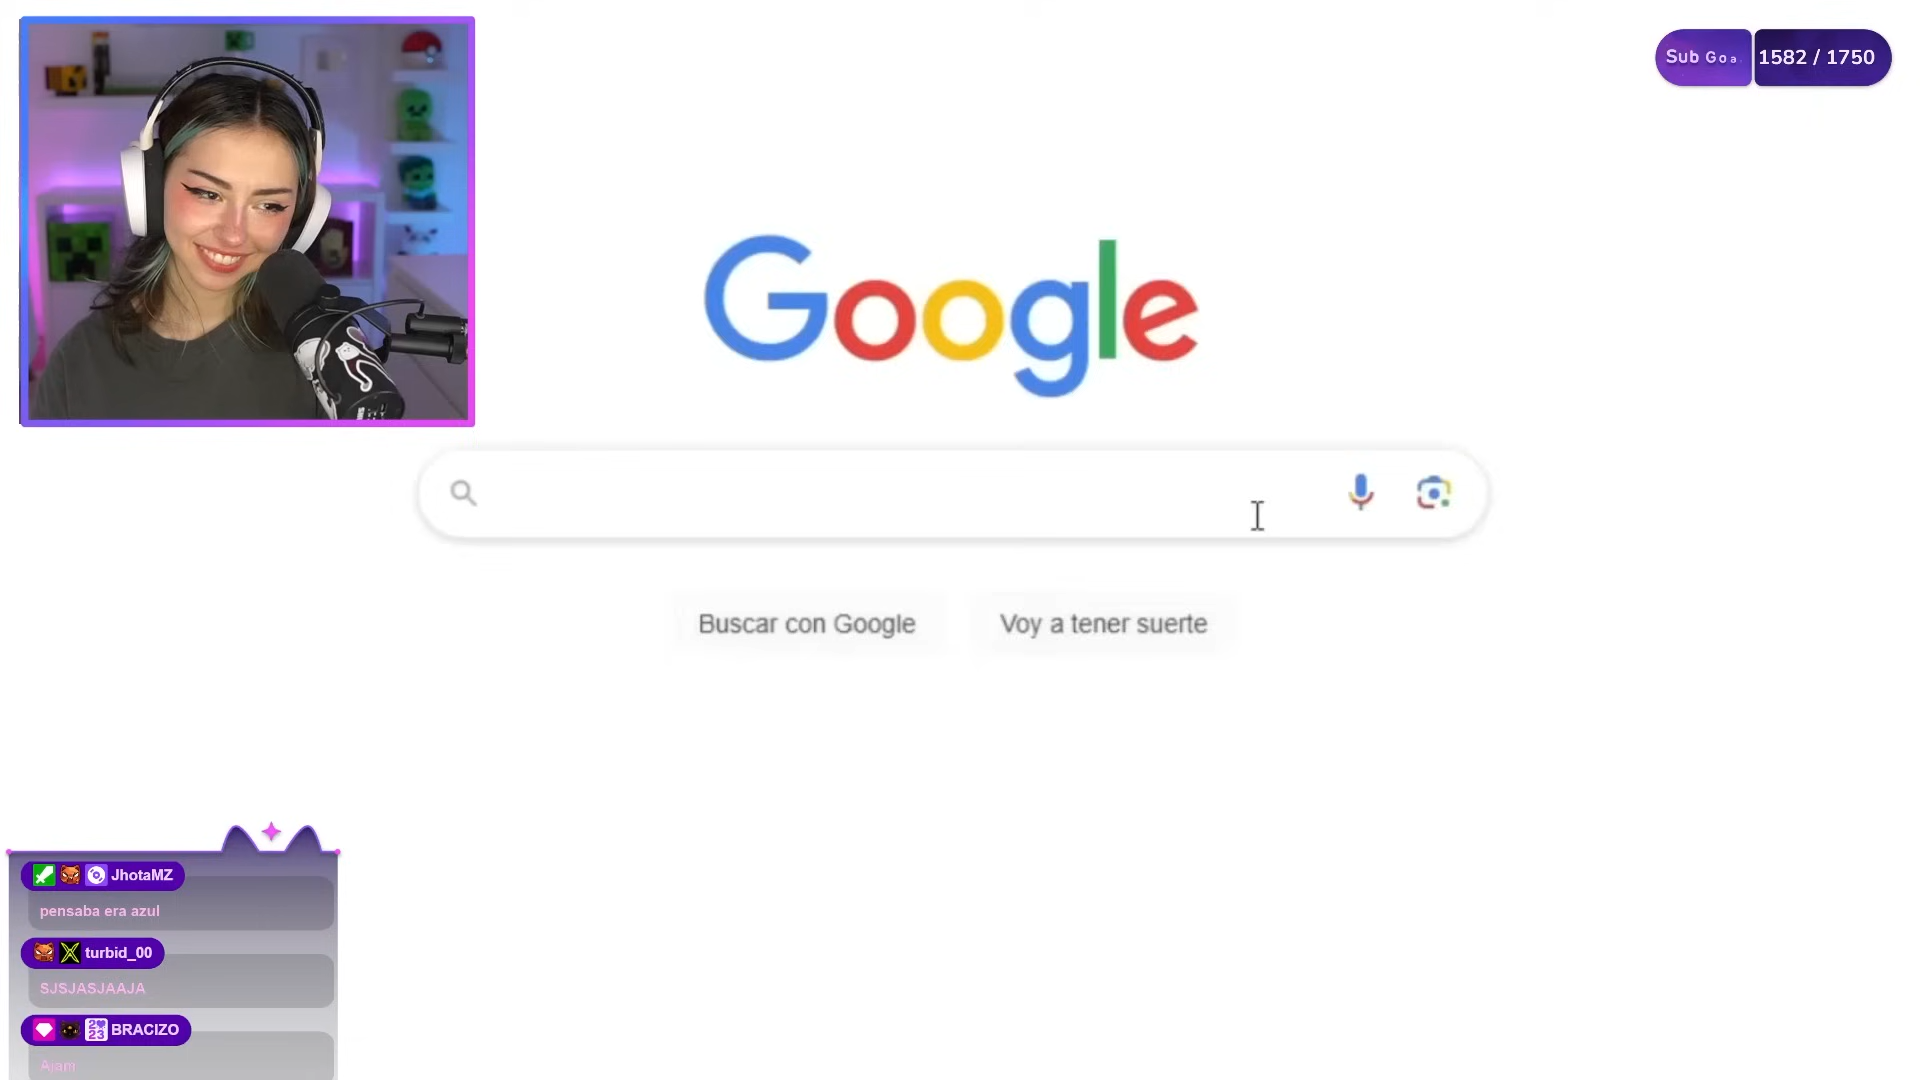 Sub Goa
1582 / 1750
Google
Buscar con Google
Voy a tener suerte
JhotaMZ
pensaba era azul
turbid_00
SJSJASJAAJA
BRACIZO
Ajam